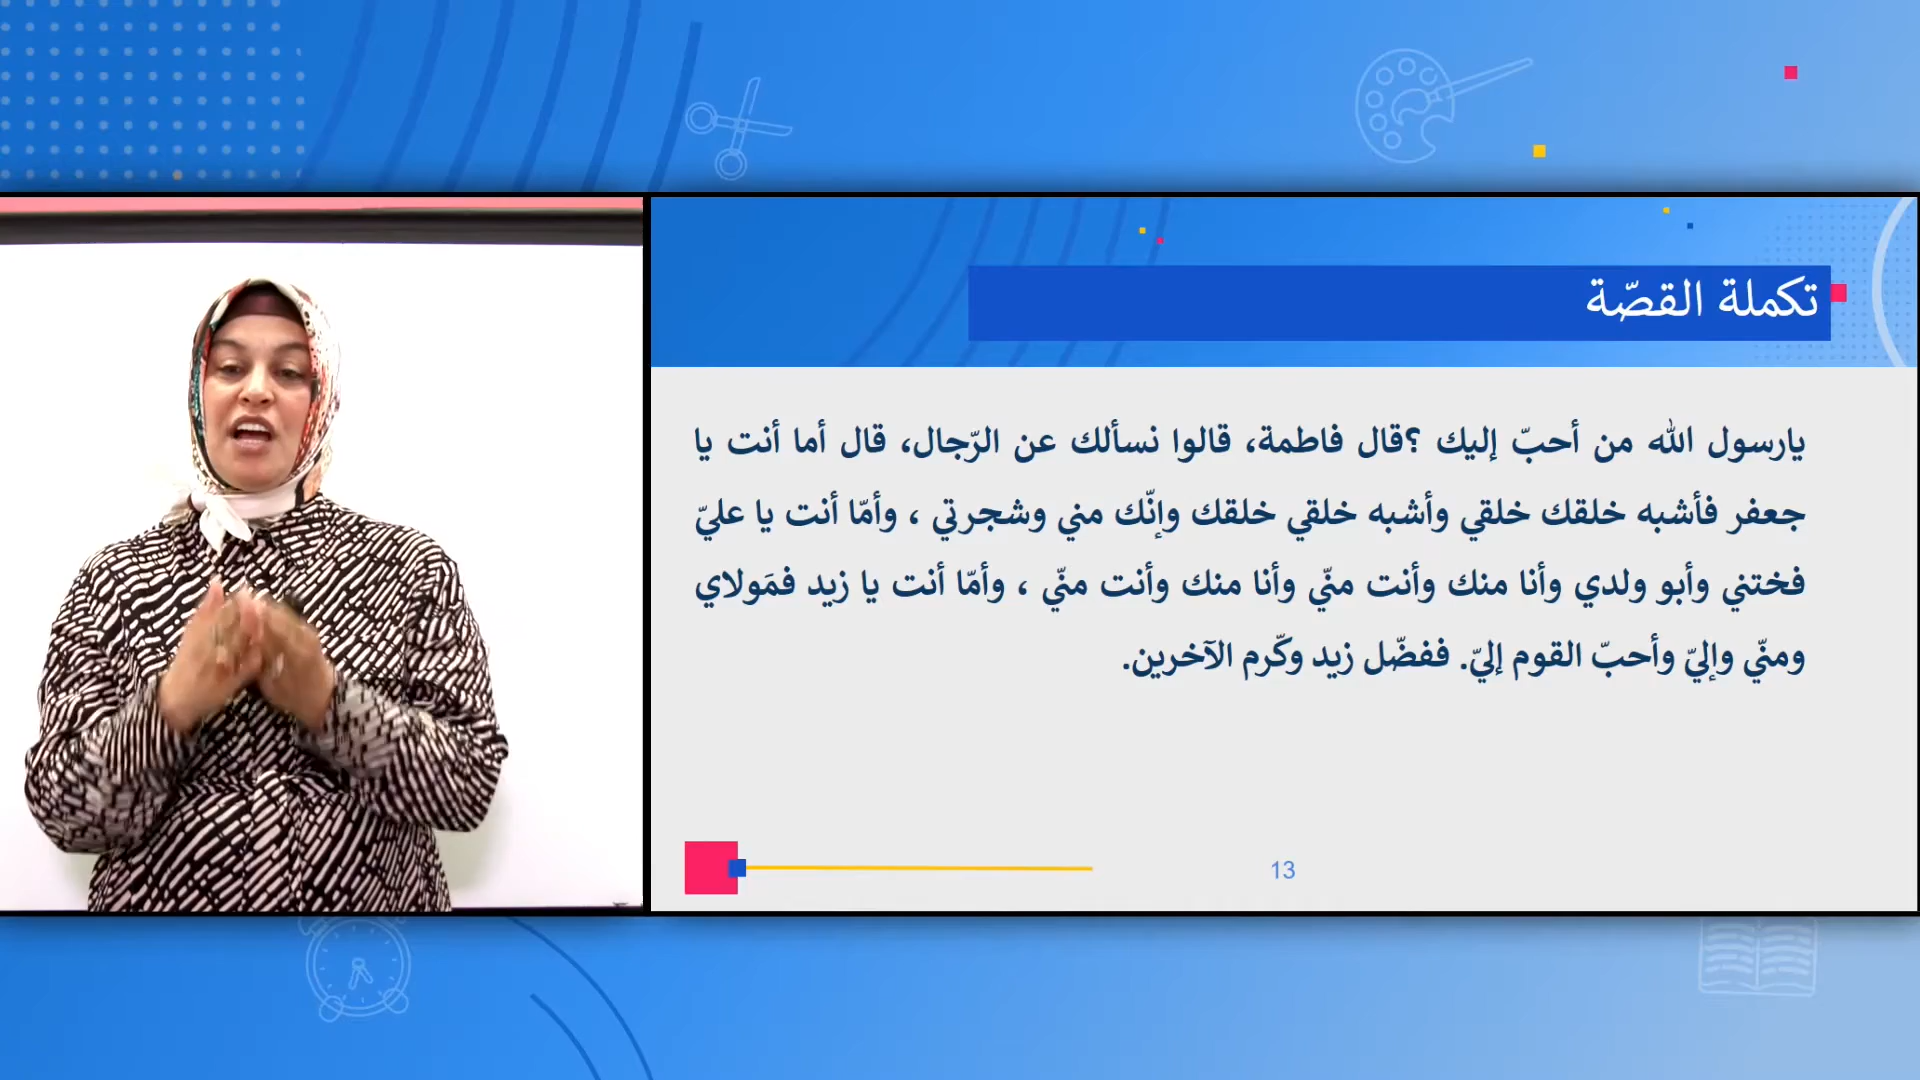 تكملة القصّة
يارسول الله من أحبّ إليك ؟قال فاطمة، قالوا نسألك عن الرّجال، قال أما أنت يا
جعفر فأشبه خلقك خلقي وأشبه خلقي خلقك وإنّك مني وشجرتي ، وأمّا أنت يا عليّ
فختني وأبو ولدي وأنا منك وأنت منّي وأنا منك وأنت منّي ، وأمّا أنت يا زيد فمَولاي
ومنّي وإليّ وأحبّ القوم إليّ. ففضّل زيد وكّرم الآخرين.
13